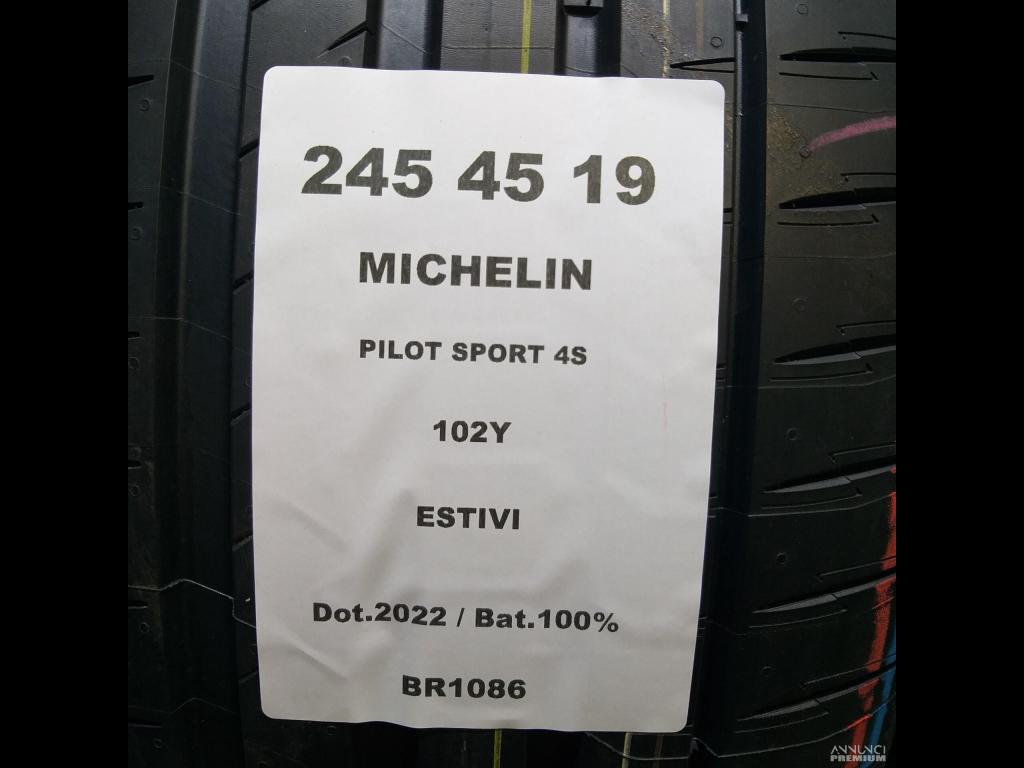 245 45 19
MICHELIN
PILOT SPORT 4S
102Y
ESTIVI
Dot.2022 / Bat.100%
BR1086
ANNUNCI
PREMIUM